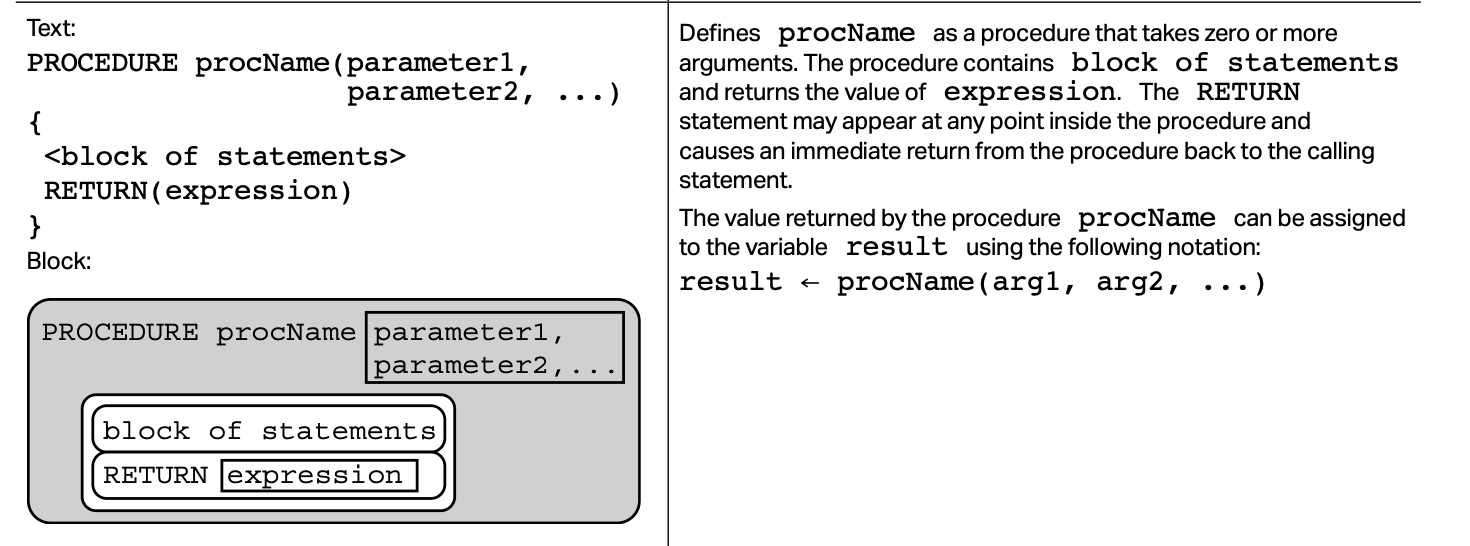 Text:
PROCEDURE procName(parameter1,
parameter2, ...)
{
<block of statements>
RETURN(expression)
}
Block:
PROCEDURE procName parameter1,
parameter2,...
block of statements
RETURN expression
Defines procName as a procedure that takes zero or more
arguments. The procedure contains block of statements
and returns the value of expression. The RETURN
statement may appear at any point inside the procedure and
causes an immediate return from the procedure back to the calling
statement.
The value returned by the procedure procName can be assigned
to the variable result using the following notation:
result ← procName(arg1, arg2, ...)